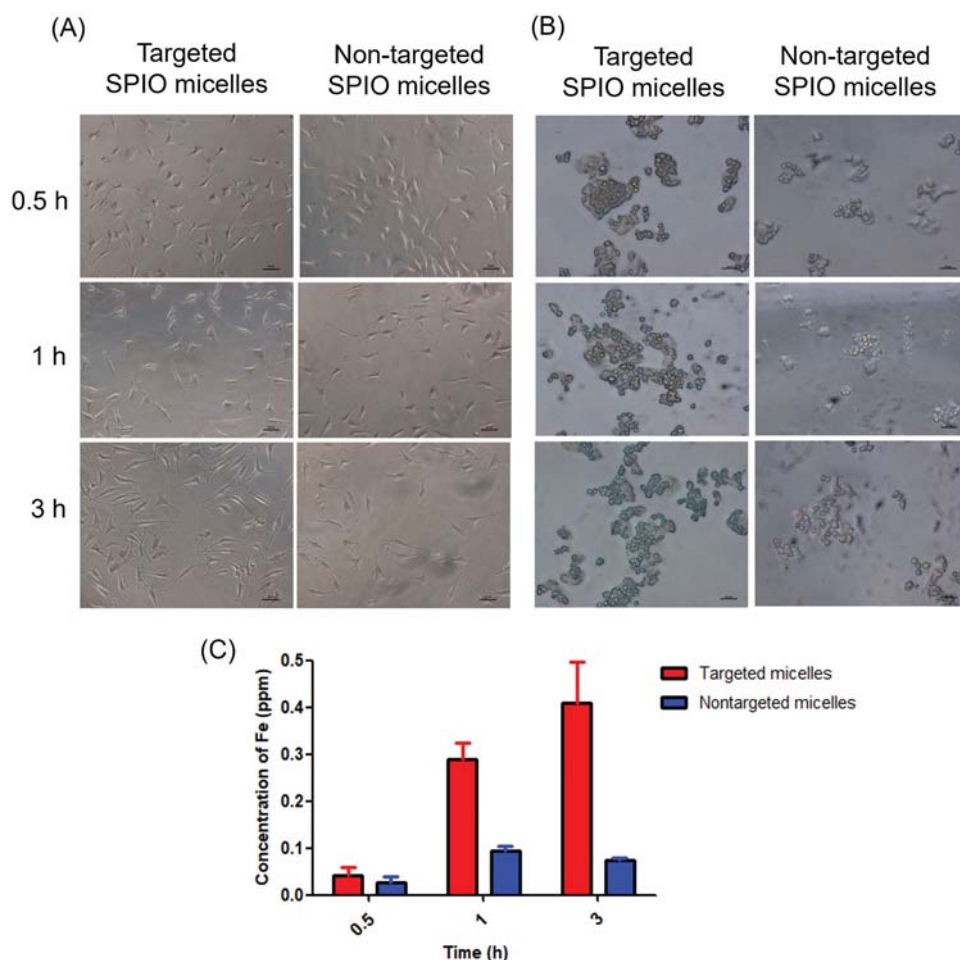 (A)
Targeted
SPIO micelles
Non-targeted
SPIO micelles
(B)
Targeted
SPIO micelles
Non-targeted
SPIO micelles
0.5 h
1 h
3 h
(C)
Concentration of Fe (ppm)
0.5
0.4
0.3
0.2
0.1
0.0
0.5
1
3
Time (h)
Targeted micelles
Nontargeted micelles